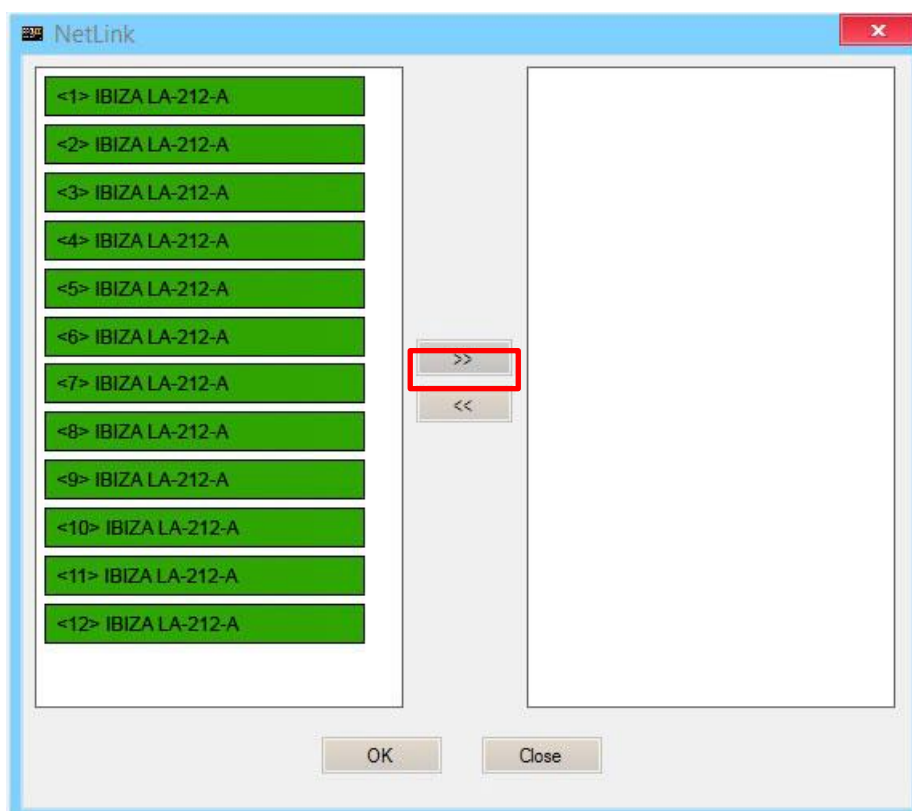 NetLink
<1> IBIZA LA-212-A
<2> IBIZA LA-212-A
<3> IBIZA LA-212-A
<4> IBIZA LA-212-A
<5> IBIZA LA-212-A
<6> IBIZA LA-212-A
<7> IBIZA LA-212-A
<8> IBIZA LA-212-A
<9> IBIZA LA-212-A
<10> IBIZA LA-212-A
<11> IBIZA LA-212-A
<12> IBIZA LA-212-A
>>
<<
OK
Close